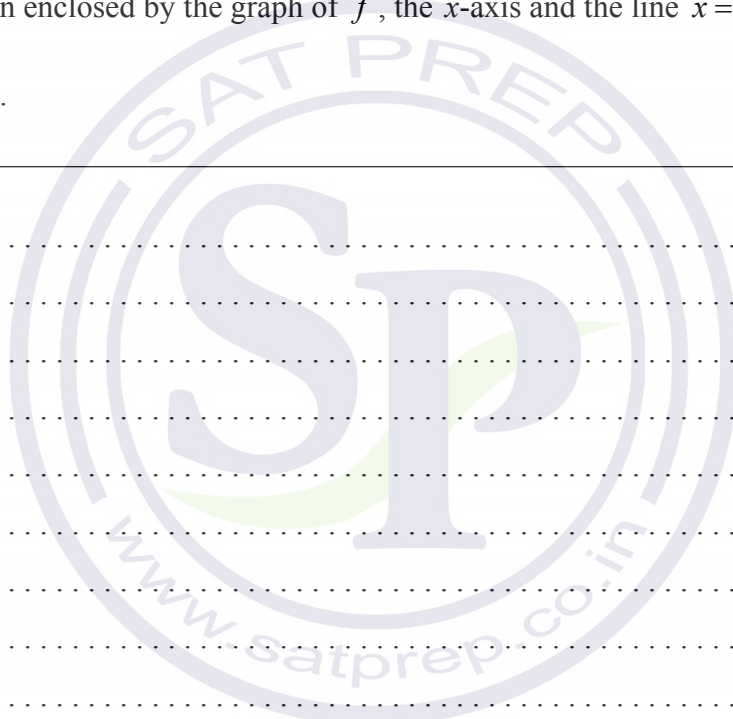 n enclosed by the graph of f , the x-axis and the line x =
.
SAT PREP
SP
www.satprep.co.in